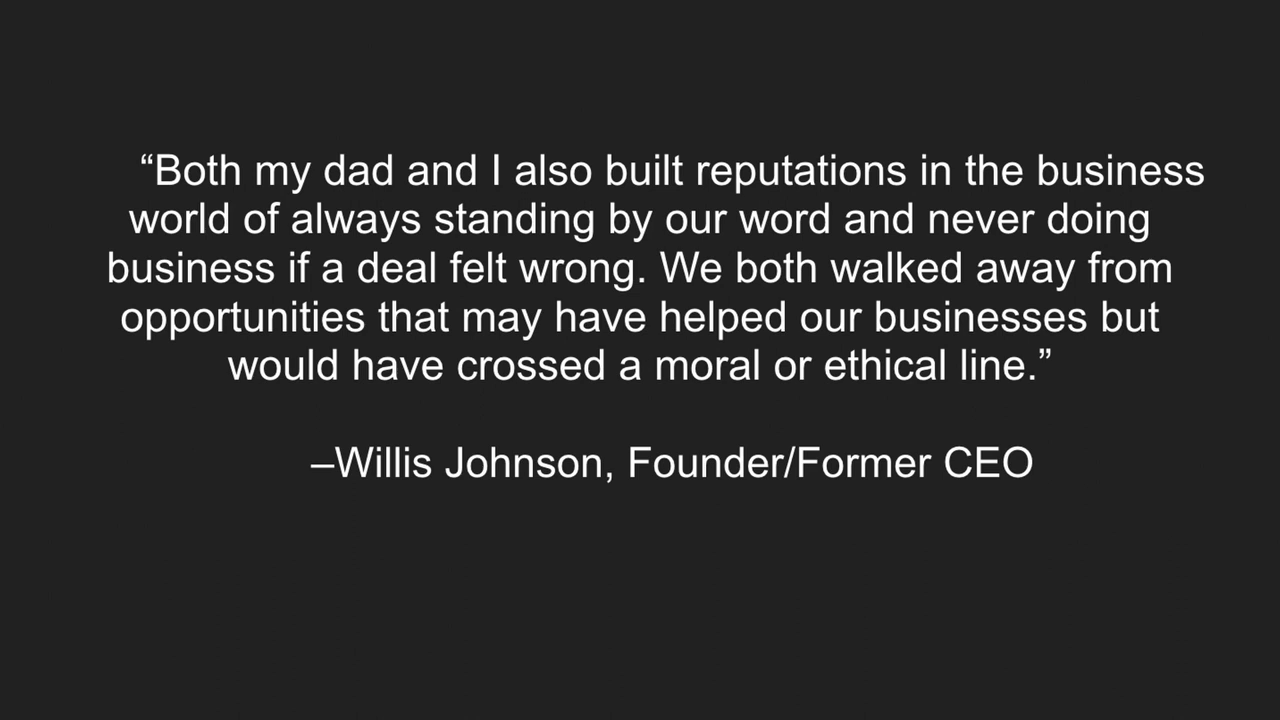 “Both my dad and I also built reputations in the business
world of always standing by our word and never doing
business if a deal felt wrong. We both walked away from
opportunities that may have helped our businesses but
would have crossed a moral or ethical line.”
–Willis Johnson, Founder/Former CEO